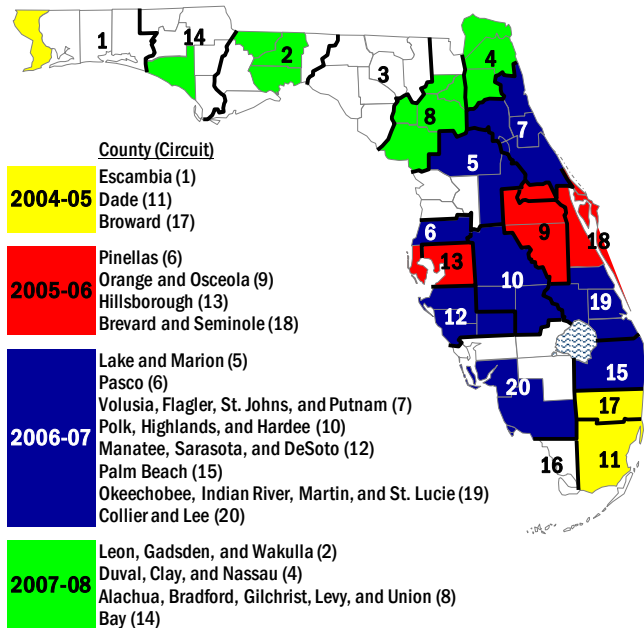 1
14
2
3
4
8
7
5
6
9
18
13
10
19
12
15
20
17
16
11
County (Circuit)
2004-05
Escambia (1)
Dade (11)
Broward (17)
2005-06
Pinellas (6)
Orange and Osceola (9)
Hillsborough (13)
Brevard and Seminole (18)
2006-07
Lake and Marion (5)
Pasco (6)
Volusia, Flagler, St. Johns, and Putnam (7)
Polk, Highlands, and Hardee (10)
Manatee, Sarasota, and DeSoto (12)
Palm Beach (15)
Okeechobee, Indian River, Martin, and St. Lucie (19)
Collier and Lee (20)
2007-08
Leon, Gadsden, and Wakulla (2)
Duval, Clay, and Nassau (4)
Alachua, Bradford, Gilchrist, Levy, and Union (8)
Bay (14)